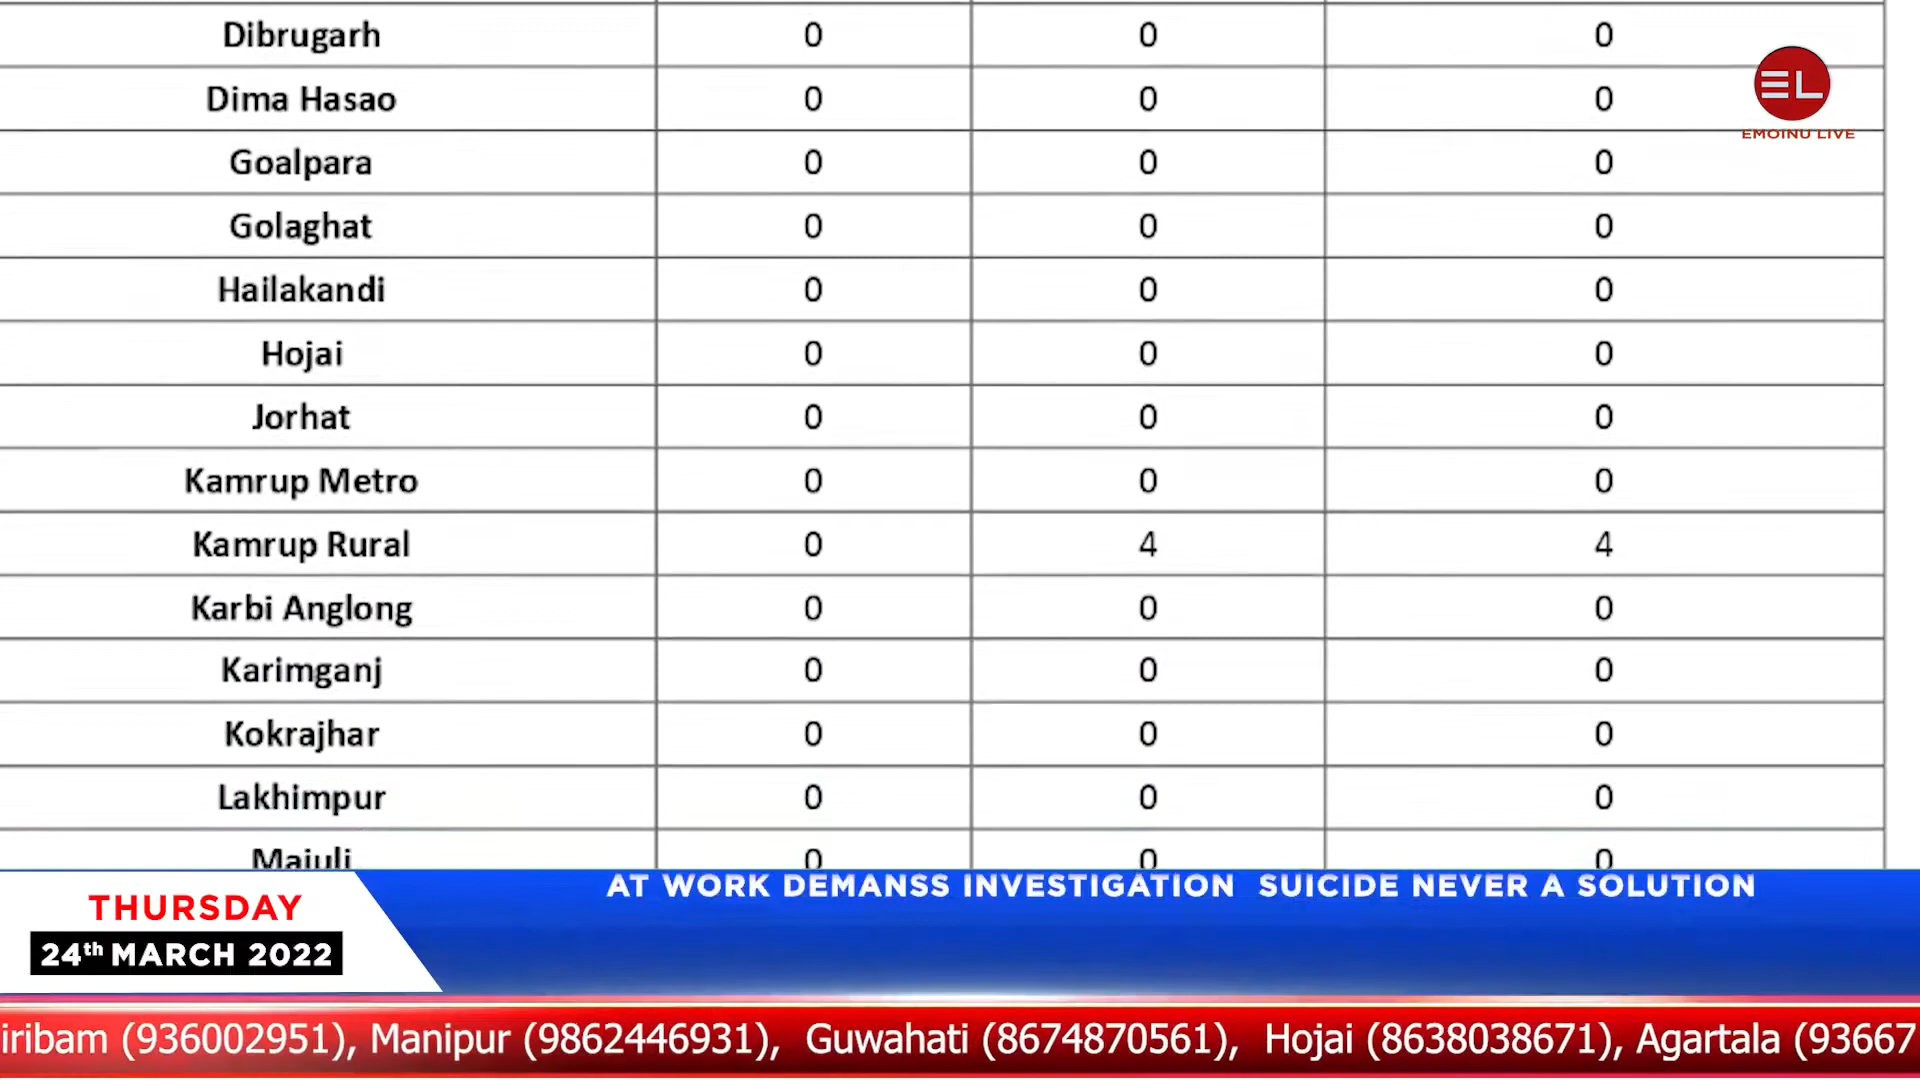 Dibrugarh 0 0 0
Dima Hasao 0 0 0
EL
EMOINU LIVE
Goalpara 0 0 0
Golaghat 0 0 0
Hailakandi 0 0 0
Hojai 0 0 0
Jorhat 0 0 0
Kamrup Metro 0 0 0
Kamrup Rural 0 4 4
Karbi Anglong 0 0 0
Karimganj 0 0 0
Kokrajhar 0 0 0
Lakhimpur 0 0 0
Majuli 0 0 0
AT WORK DEMANSS INVESTIGATION SUICIDE NEVER A SOLUTION
THURSDAY
24th MARCH 2022
iribam (936002951), Manipur (9862446931), Guwahati (8674870561), Hojai (8638038671), Agartala (93667